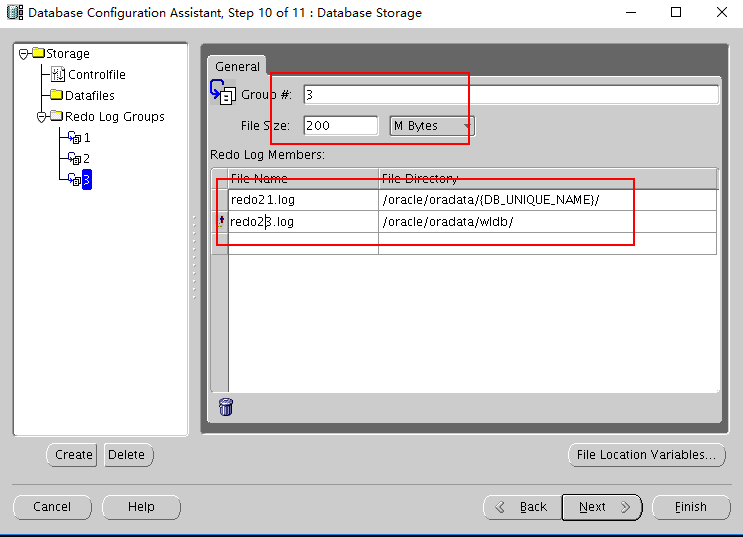 Database Configuration Assistant, Step 10 of 11 : Database Storage
Storage
Controlfile
Datafiles
Redo Log Groups
1
2
3
General
Group #: 3
File Size: 200 M Bytes
Redo Log Members:
File Name File Directory
redo21.log /oracle/oradata/{DB_UNIQUE_NAME}/
redo23.log /oracle/oradata/wldb/
Create Delete File Location Variables...
Cancel Help Back Next Finish